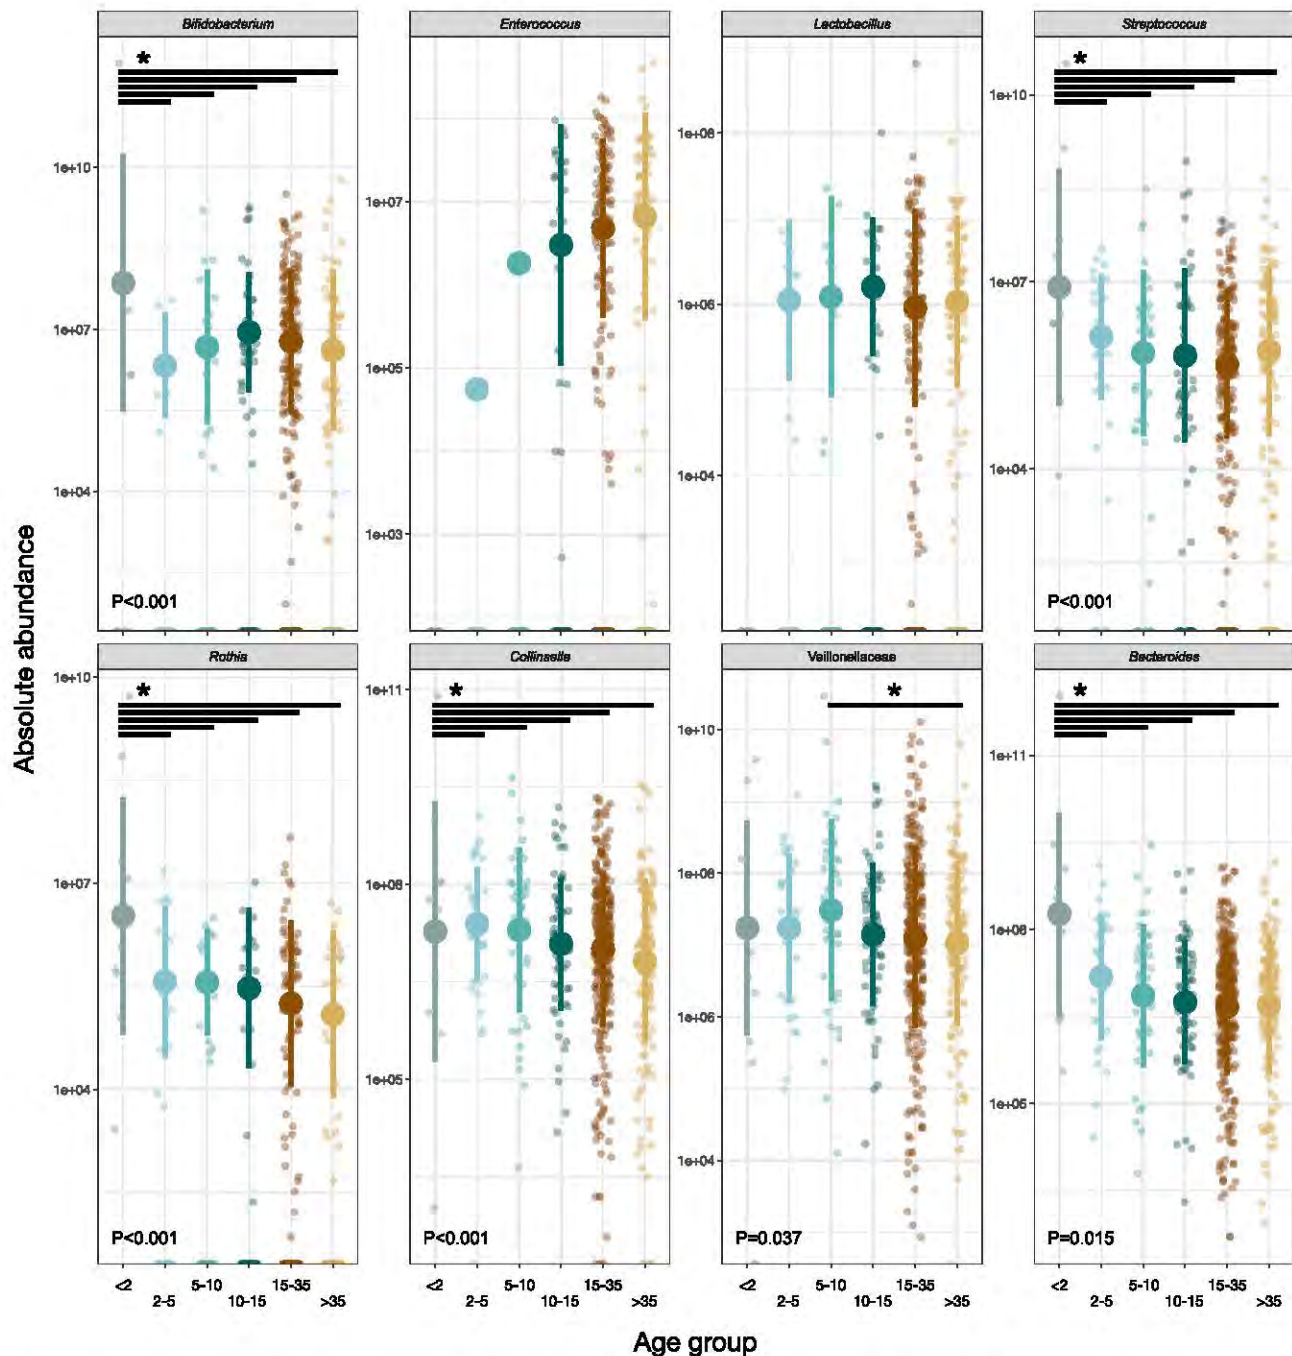 Bifidobacterium
Enterococcus
Lactobacillus
Streptococcus
*
*
1e+10
1e+07
1e+04
P<0.001
1e+07
1e+05
1e+03
1e+08
1e+06
1e+04
1e+10
1e+07
1e+04
P<0.001
Absolute abundance
Rothia
Collinsella
Veillonellaceae
Bacteroides
*
*
*
*
1e+10
1e+07
1e+04
P<0.001
1e+11
1e+08
1e+05
P<0.001
1e+10
1e+08
1e+06
1e+04
P=0.037
1e+11
1e+08
1e+05
P=0.015
<2 5–10 15–35
2–5 10–15 >35
<2 5–10 15–35
2–5 10–15 >35
<2 5–10 15–35
2–5 10–15 >35
<2 5–10 15–35
2–5 10–15 >35
Age group